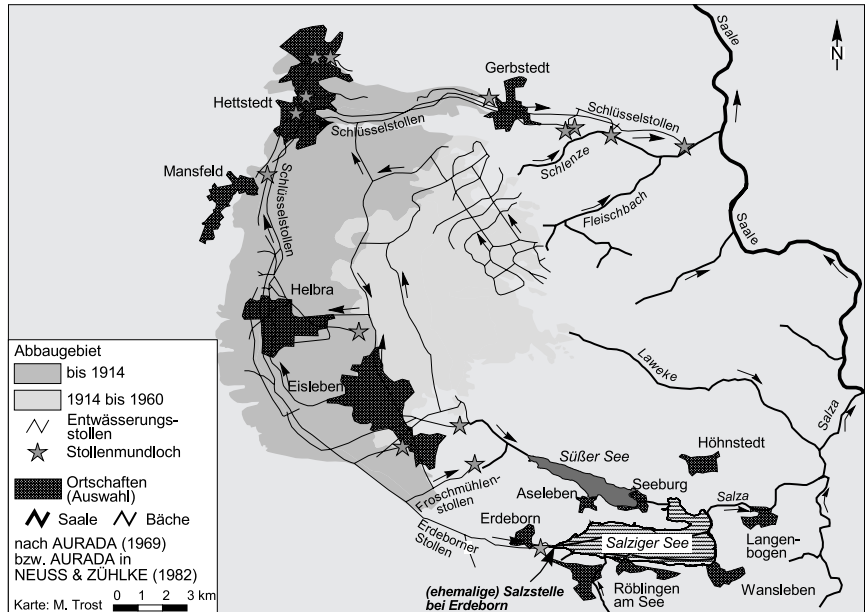 Saale
N
Gerbstedt
Hettstedt
Schlüsselstollen
Schlüsselstollen
Mansfeld
Schlenze
Schlüsselstollen
Fleischbach
Saale
Helbra
Abbaugebiet
bis 1914
1914 bis 1960
Entwässerungs-
stollen
Stollenmundloch
Ortschaften
(Auswahl)
Saale Bäche
nach AURADA (1969)
bzw. AURADA in
NEUSS & ZÜHLKE (1982)
Karte: M. Trost 0 1 2 3 km
Eisleben
Laweke
Salza
Süßer See
Höhnstedt
Froschmühlen-
stollen
Aseleben
Seeburg
Salza
Erdeborner
Stollen
Erdeborn
Salziger See
Langen-
bogen
(ehemalige) Salzstelle
bei Erdeborn
Röblingen
am See
Wansleben